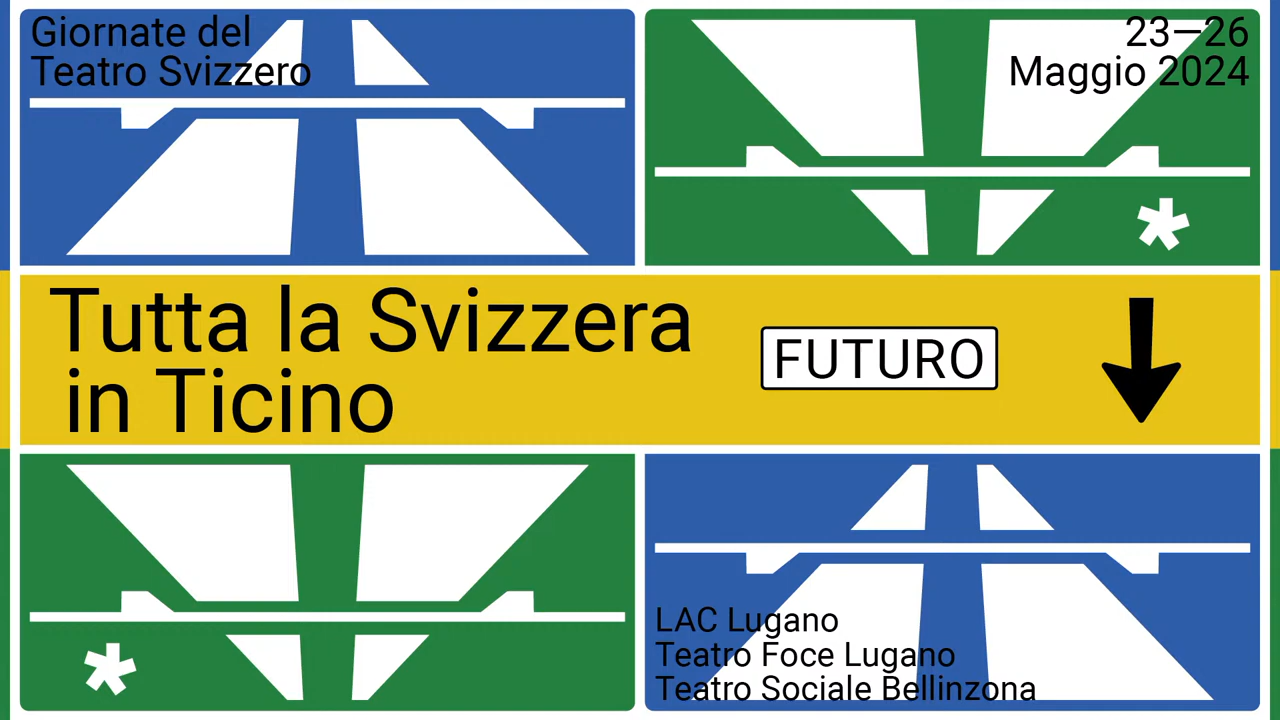 Giornate del
Teatro Svizzero
23—26
Maggio 2024
*
Tutta la Svizzera
in Ticino
FUTURO
*
LAC Lugano
Teatro Foce Lugano
Teatro Sociale Bellinzona